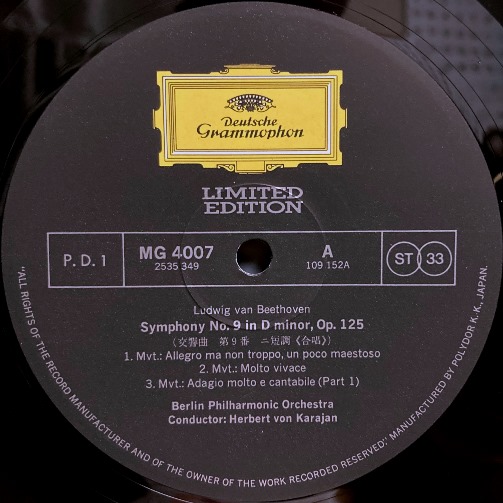 Deutsche
Grammophon
LIMITED
EDITION
P. D. 1
MG 4007
2535 349
A
109 152A
ST 33
Ludwig van Beethoven
Symphony No. 9 in D minor, Op. 125
(交響曲 第9番 ニ短調《合唱》)
1. Mvt.: Allegro ma non troppo, un poco maestoso
2. Mvt.: Molto vivace
3. Mvt.: Adagio molto e cantabile (Part 1)
Berlin Philharmonic Orchestra
Conductor: Herbert von Karajan
"ALL RIGHTS OF THE RECORD MANUFACTURER AND OF THE OWNER OF THE WORK RECORDED RESERVED." MANUFACTURED BY POLYDOR K. K., JAPAN.